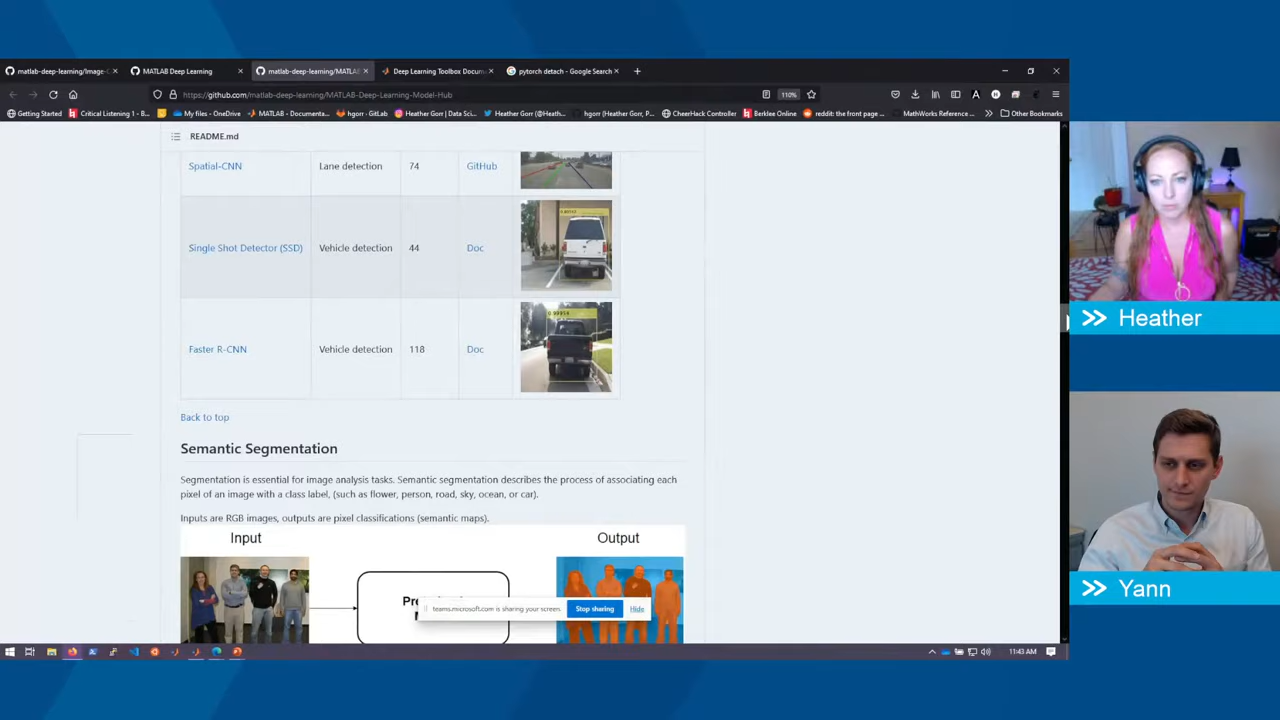 matlab-deep-learning/Image-
MATLAB Deep Learning
matlab-deep-learning/MATLA
Deep Learning Toolbox Docum
pytorch detach - Google Search
https://github.com/matlab-deep-learning/MATLAB-Deep-Learning-Model-Hub
110%
Getting Started
Critical Listening 1 - B...
My files - OneDrive
MATLAB - Documenta...
hgorr - GitLab
Heather Gorr | Data Sci...
Heather Gorr (@Heath...
hgorr (Heather Gorr, P...
CheerHack Controller
Berklee Online
reddit: the front page ...
MathWorks Reference ...
Other Bookmarks
README.md
Spatial-CNN Lane detection 74 GitHub
Single Shot Detector (SSD) Vehicle detection 44 Doc
Faster R-CNN Vehicle detection 118 Doc
Back to top
Semantic Segmentation
Segmentation is essential for image analysis tasks. Semantic segmentation describes the process of associating each
pixel of an image with a class label, (such as flower, person, road, sky, ocean, or car).
Inputs are RGB images, outputs are pixel classifications (semantic maps).
Input
Output
teams.microsoft.com is sharing your screen.
Stop sharing
Hide
11:43 AM
>> Heather
>> Yann